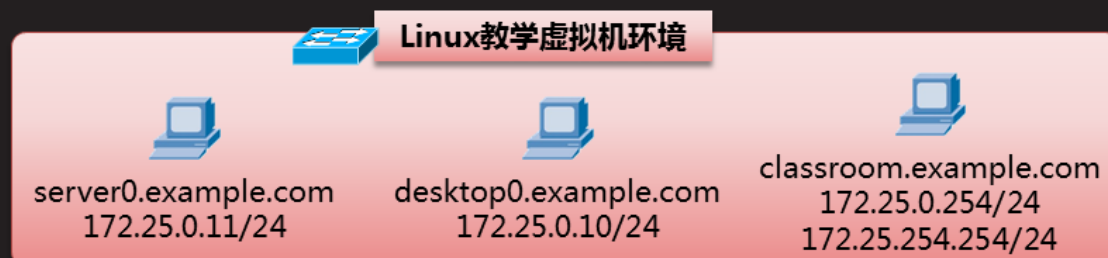 Linux教学虚拟机环境
server0.example.com
172.25.0.11/24
desktop0.example.com
172.25.0.10/24
classroom.example.com
172.25.0.254/24
172.25.254.254/24